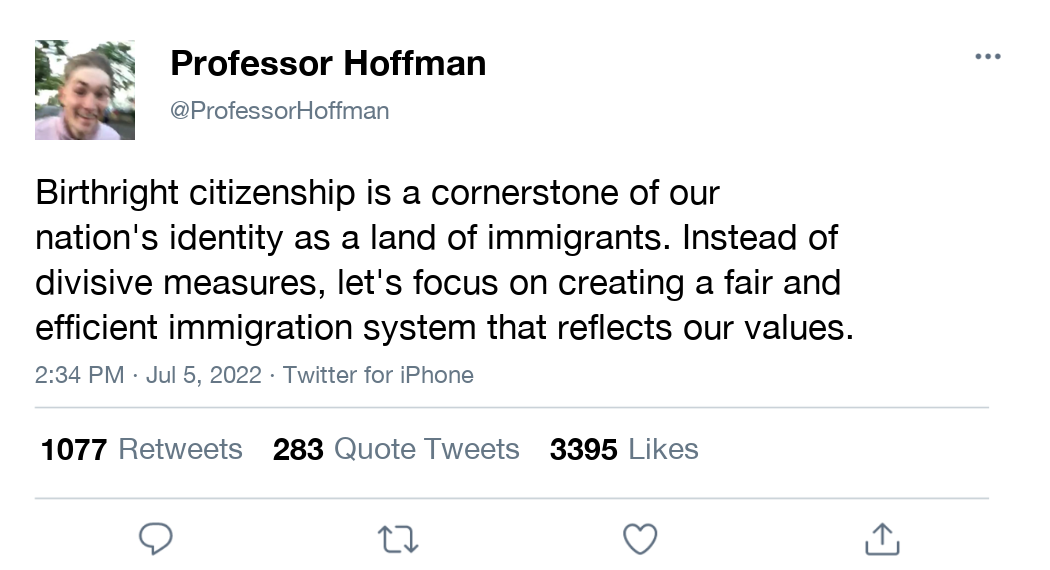 Professor Hoffman
@ProfessorHoffman
Birthright citizenship is a cornerstone of our
nation's identity as a land of immigrants. Instead of
divisive measures, let's focus on creating a fair and
efficient immigration system that reflects our values.
2:34 PM · Jul 5, 2022 · Twitter for iPhone
1077 Retweets 283 Quote Tweets 3395 Likes